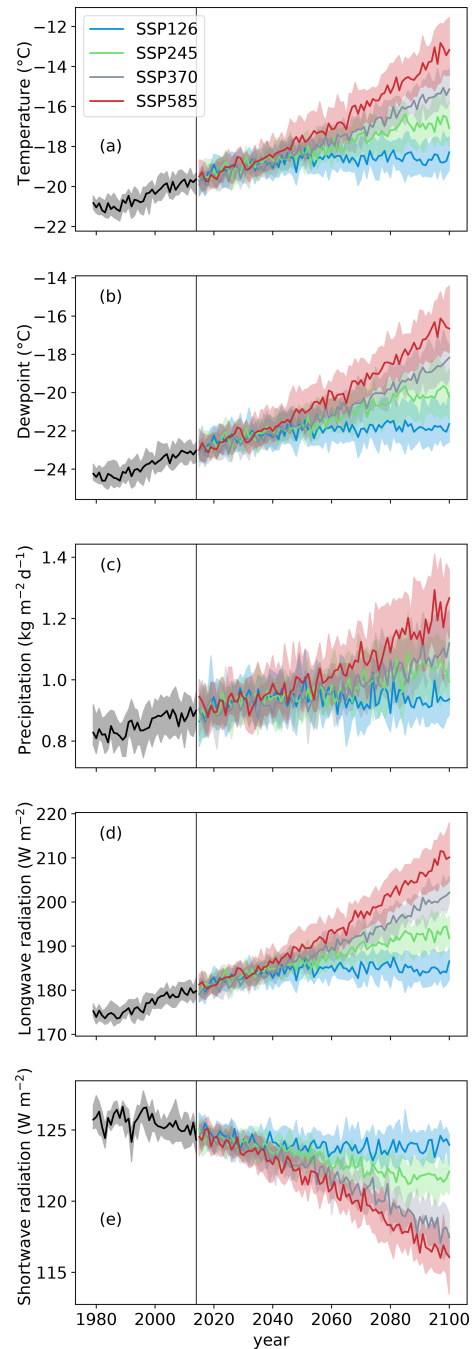 −12
−14
−16
−18
−20
−22
Temperature (°C)
SSP126
SSP245
SSP370
SSP585
(a)
−14
−16
−18
−20
−22
−24
Dewpoint (°C)
(b)
1.4
1.2
1.0
0.8
Precipitation (kg m⁻² d⁻¹)
(c)
220
210
200
190
180
170
Longwave radiation (W m⁻²)
(d)
125
120
115
Shortwave radiation (W m⁻²)
(e)
1980 2000 2020 2040 2060 2080 2100
year